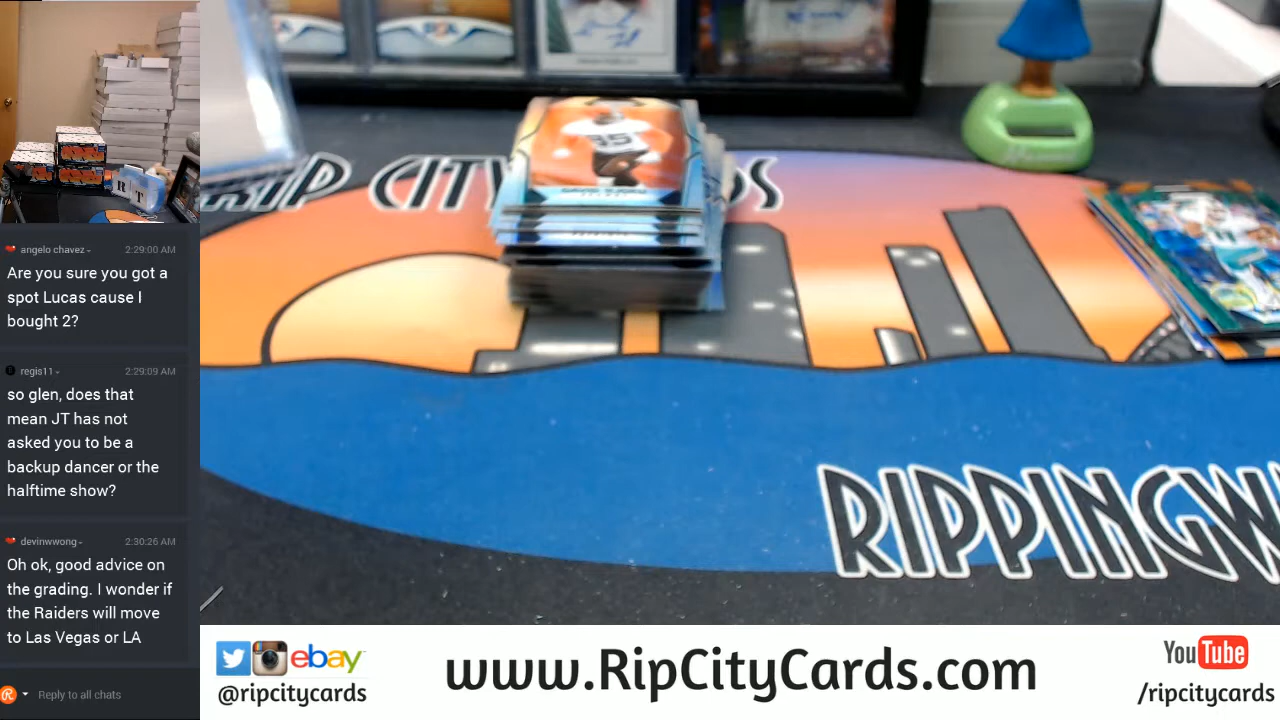 angelo chavez
2:29:00 AM
Are you sure you got a
spot Lucas cause I
bought 2?
regis11
2:29:09 AM
so glen, does that
mean JT has not
asked you to be a
backup dancer or the
halftime show?
devinwwong
2:30:26 AM
Oh ok, good advice on
the grading. I wonder if
the Raiders will move
to Las Vegas or LA
Reply to all chats
RIP CITY
DS
15
RIPPINGW
ebay
@ripcitycards
www.RipCityCards.com
YouTube
/ripcitycards